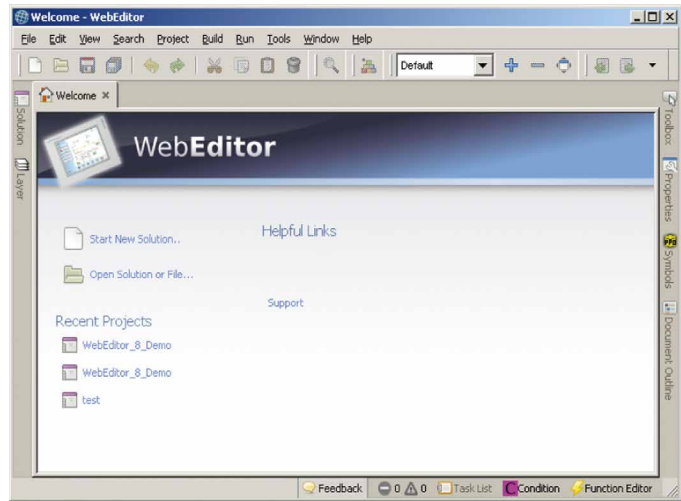 Welcome - WebEditor
File Edit View Search Project Build Run Tools Window Help
Default
Welcome
Solution
Layer
WebEditor
Start New Solution..
Open Solution or File...
Helpful Links
Support
Recent Projects
WebEditor_8_Demo
WebEditor_8_Demo
test
Toolbox
Properties
PPB Symbols
Document Outline
Feedback 0 0 Task List C Condition Function Editor